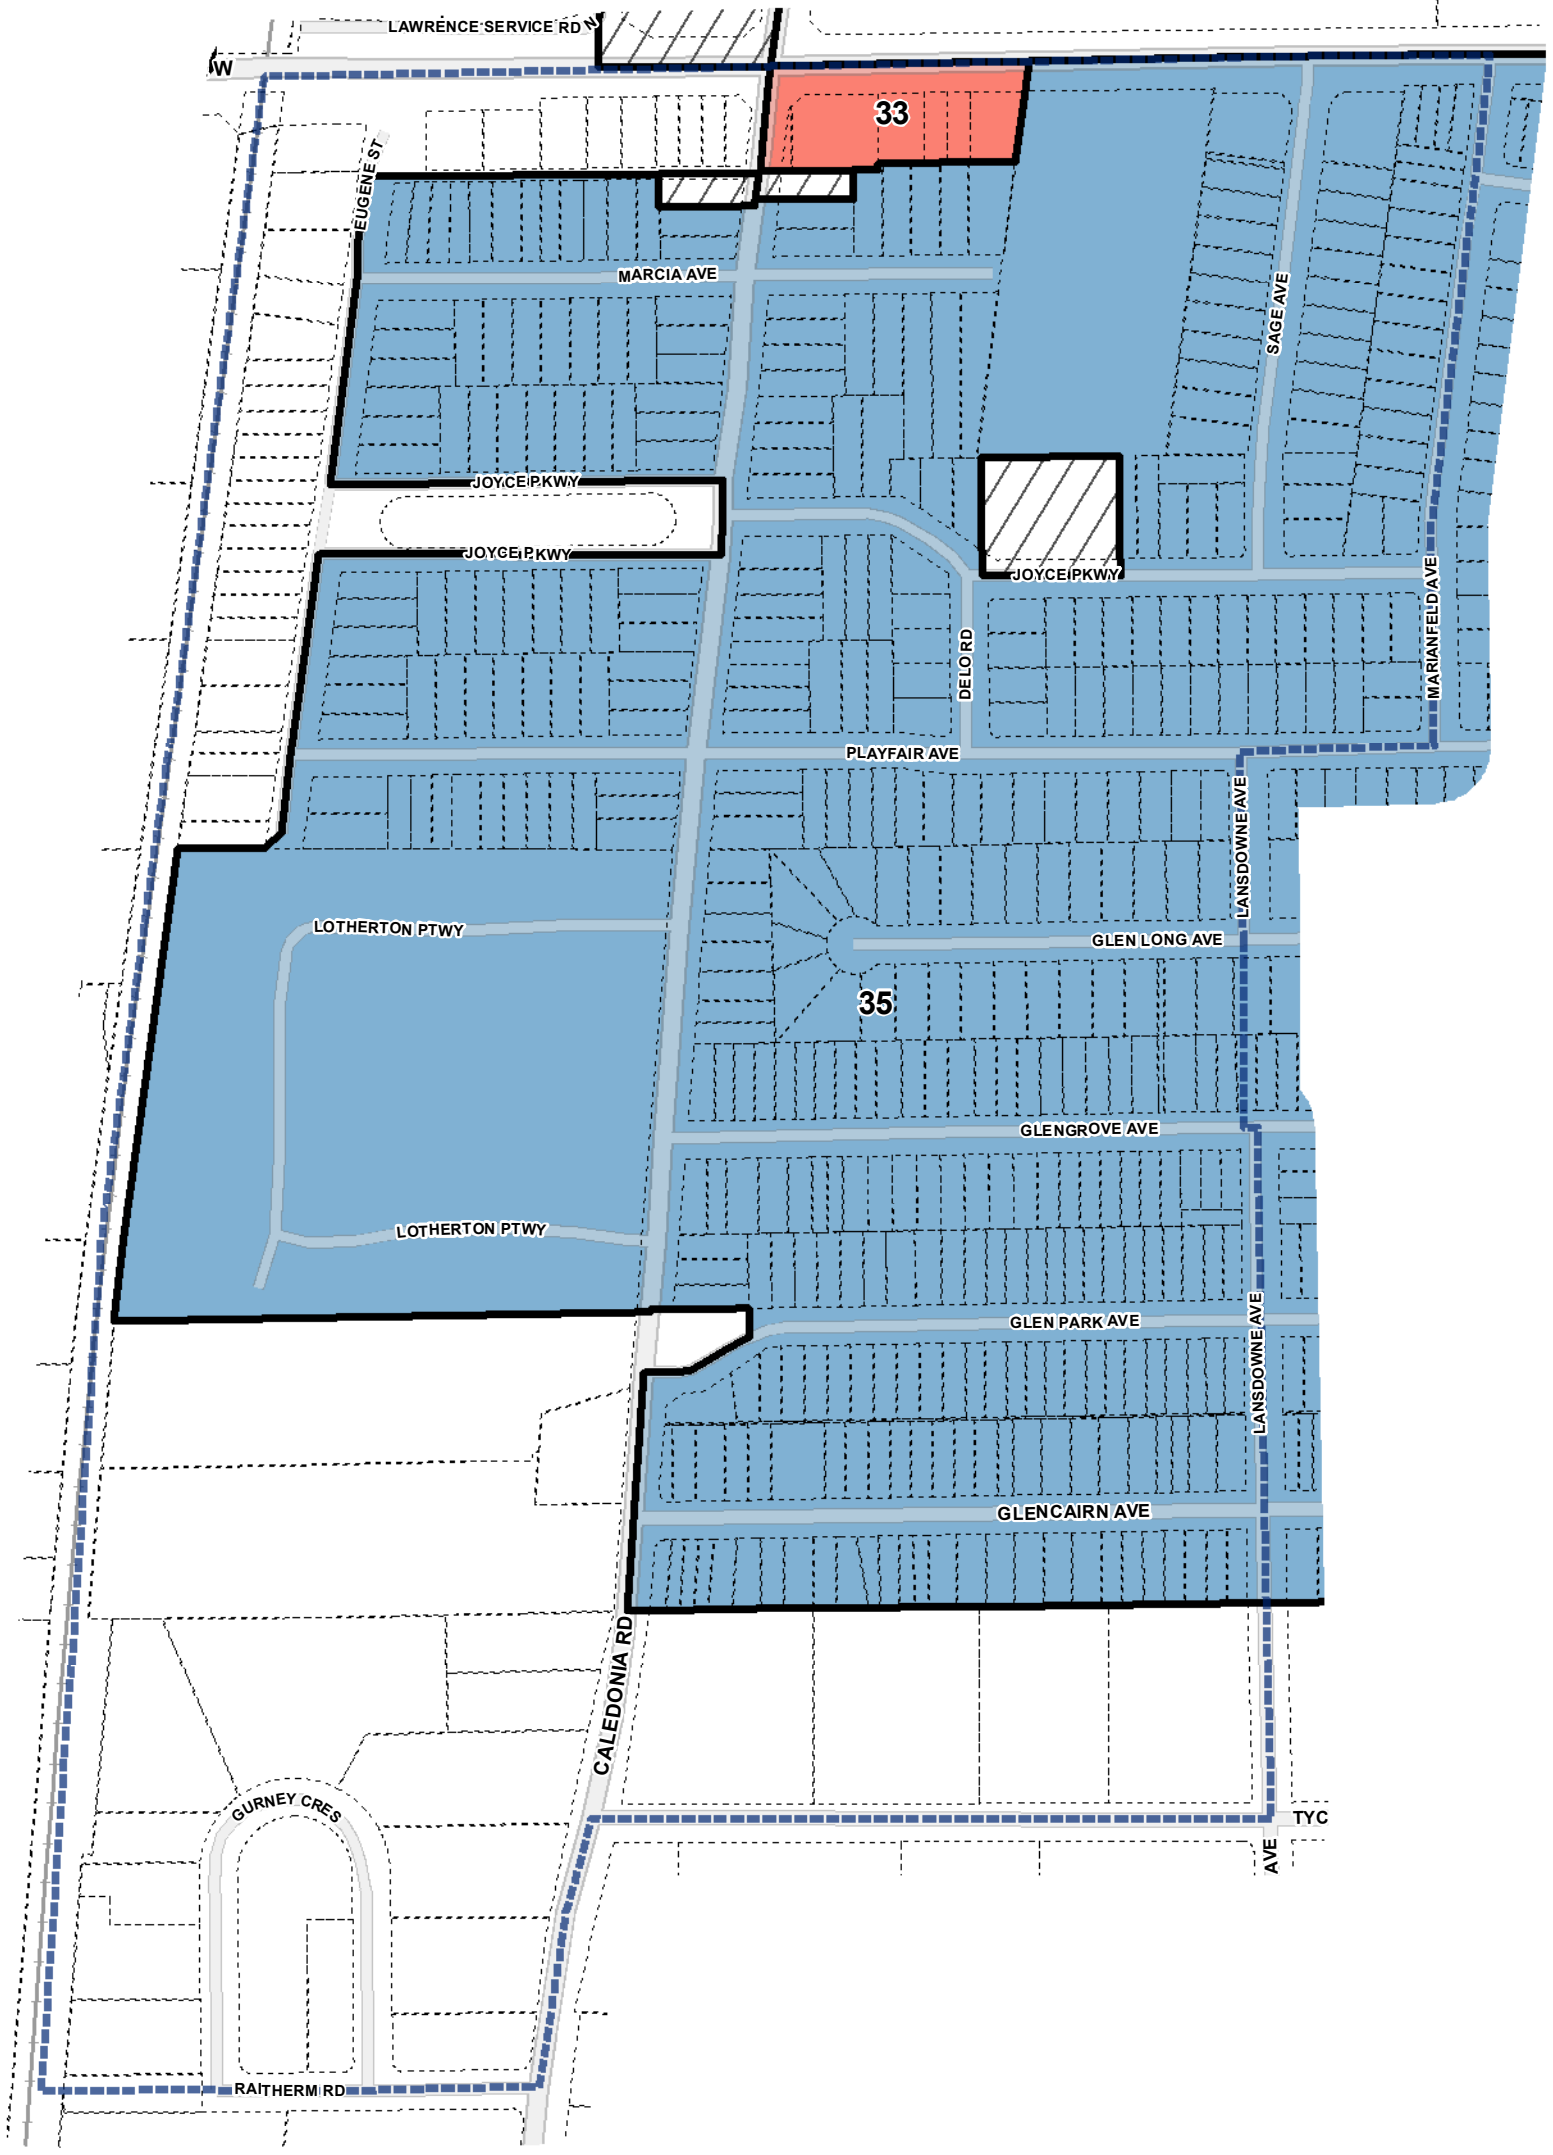 LAWRENCE SERVICE RD N
W
33
EUGENE ST
MARCIA AVE
SAGE AVE
JOYCE PKWY
JOYCE PKWY
JOYCE PKWY
MARIANFELD AVE
DELO RD
PLAYFAIR AVE
LANSDOWNE AVE
LOTHERTON PTWY
GLEN LONG AVE
35
GLENGROVE AVE
LOTHERTON PTWY
GLEN PARK AVE
LANSDOWNE AVE
GLENCAIRN AVE
CALEDONIA RD
GURNEY CRES
TYC
AVE
RAITHERM RD